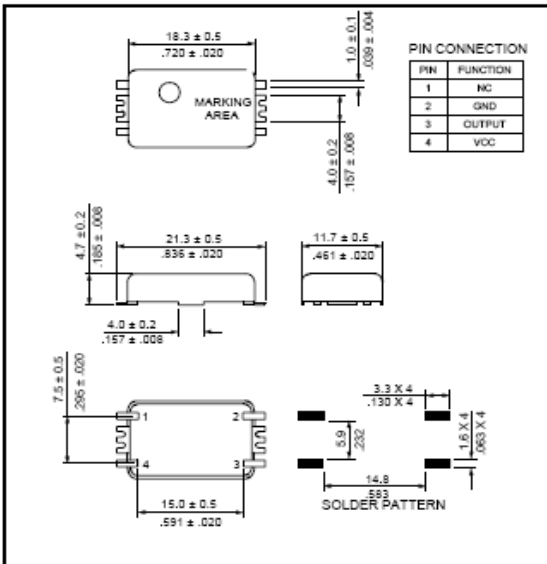 18.3 ± 0.5
.720 ± .020
1.0 ± 0.1
.039 ± .004
PIN CONNECTION
PIN FUNCTION
1 NC
2 GND
3 OUTPUT
4 VCC
MARKING
AREA
4.0 ± 0.2
.157 ± .008
4.7 ± 0.2
.185 ± .008
21.3 ± 0.5
.836 ± .020
11.7 ± 0.5
.461 ± .020
4.0 ± 0.2
.157 ± .008
7.5 ± 0.5
.295 ± .020
1 2
4 3
15.0 ± 0.5
.591 ± .020
3.3 X 4
.130 X 4
5.9
.232
1.6 X 4
.063 X 4
14.8
.583
SOLDER PATTERN